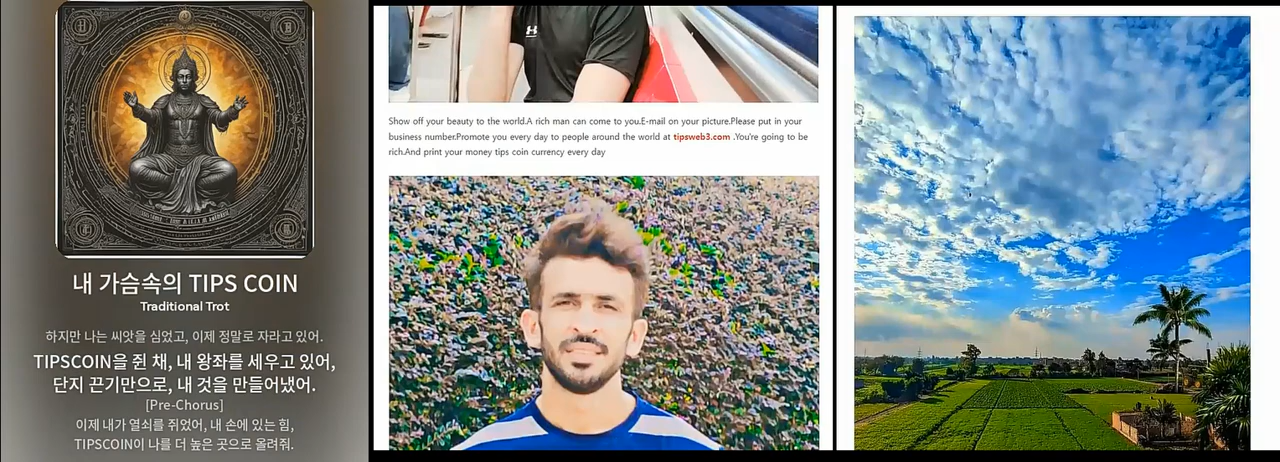 내 가슴속의 TIPS COIN
Traditional Trot
하지만 나는 씨앗을 심었고, 이제 정말로 자라고 있어.
TIPSCOIN을 쥔 채, 내 왕좌를 세우고 있어,
단지 끈기만으로, 내 것을 만들어냈어.
[Pre-Chorus]
이제 내가 열쇠를 쥐었어, 내 손에 있는 힘,
TIPSCOIN이 나를 더 높은 곳으로 올려줘.
Show off your beauty to the world.A rich man can come to you.E-mail on your picture.Please put in your
business number.Promote you every day to people around the world at tipsweb3.com .You're going to be
rich.And print your money tips coin currency every day